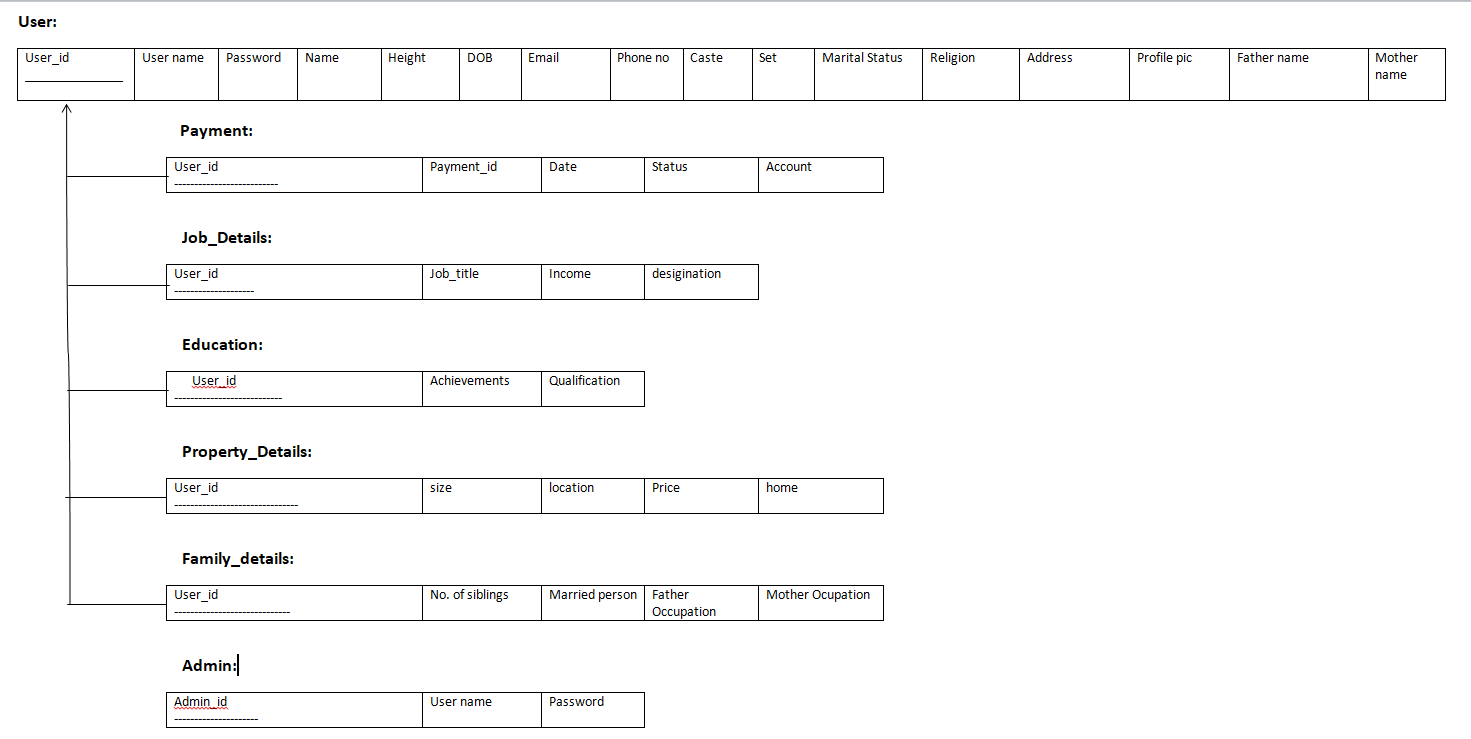 User:
User_id User name Password Name Height DOB Email Phone no Caste Set Marital Status Religion Address Profile pic Father name Mother
name
Payment:
User_id Payment_id Date Status Account
--------------------------
Job_Details:
User_id Job_title Income desigination
--------------------
Education:
User_id Achievements Qualification
---------------------------
Property_Details:
User_id size location Price home
-------------------------------
Family_details:
User_id No. of siblings Married person Father Mother Ocupation
Occupation
-----------------------------
Admin:
Admin_id User name Password
---------------------